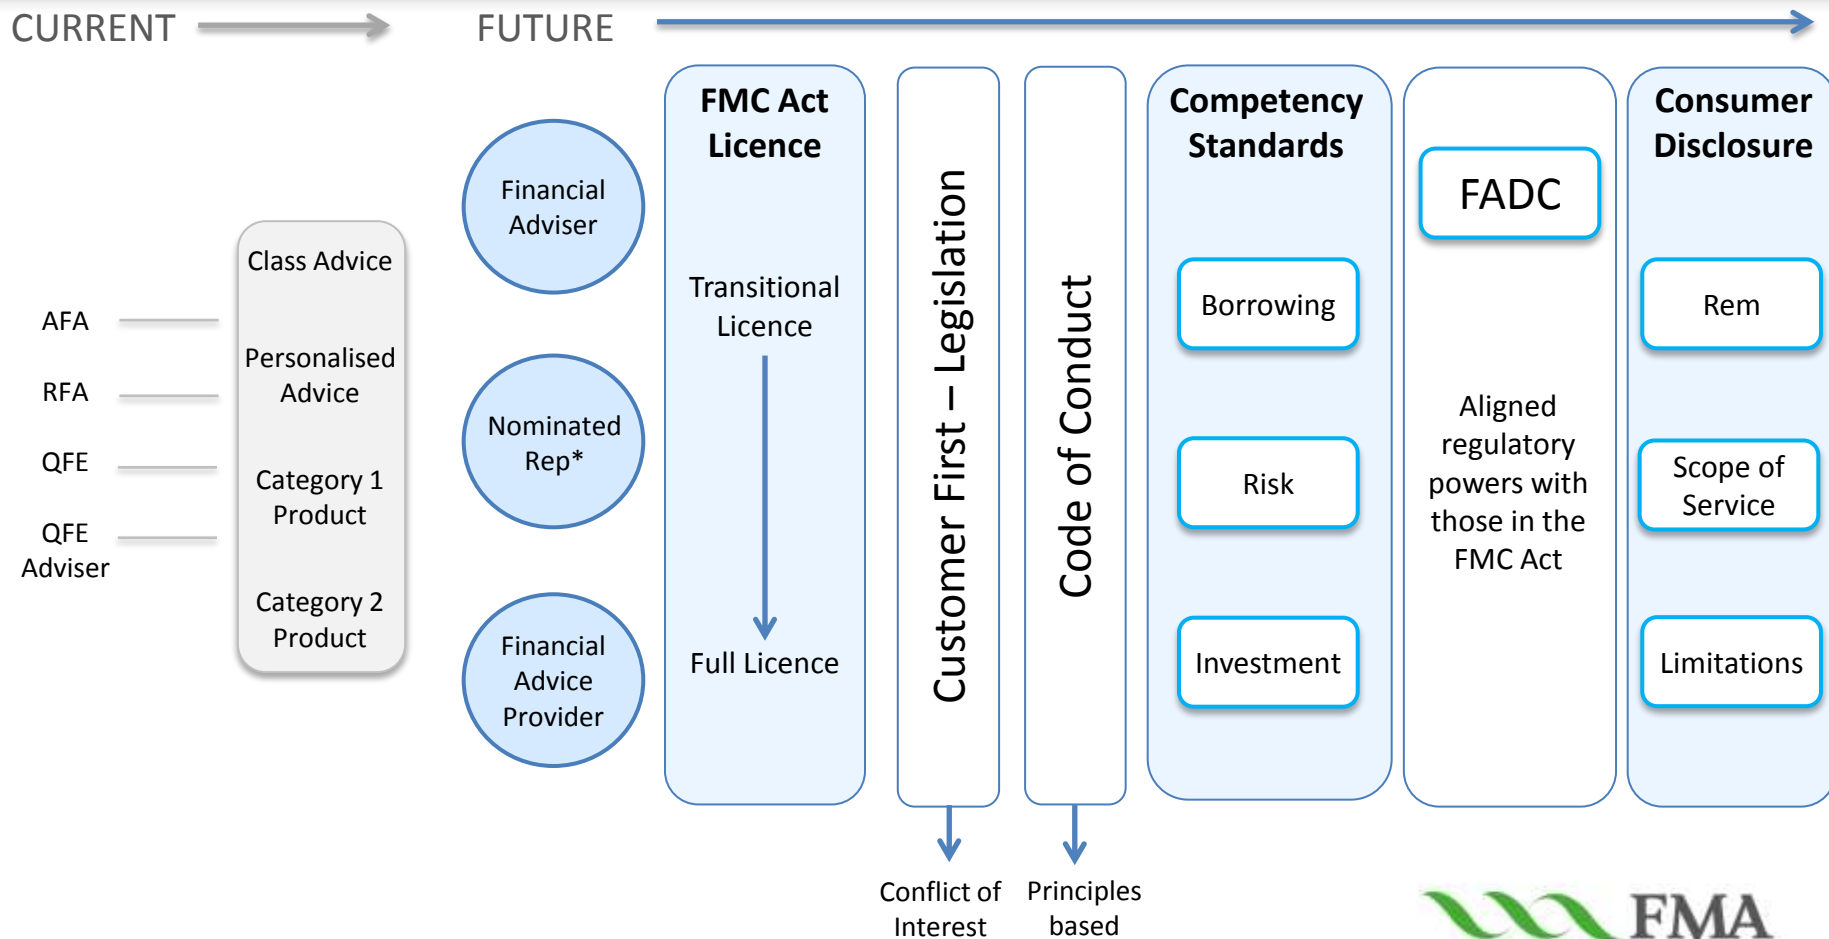 CURRENT
FUTURE
AFA
RFA
QFE
QFE
Adviser
Class Advice
Personalised
Advice
Category 1
Product
Category 2
Product
Financial
Adviser
Nominated
Rep*
Financial
Advice
Provider
FMC Act
Licence
Transitional
Licence
Full Licence
Customer First – Legislation
Conflict of
Interest
Code of Conduct
Principles
based
Competency
Standards
Borrowing
Risk
Investment
FADC
Aligned
regulatory
powers with
those in the
FMC Act
Consumer
Disclosure
Rem
Scope of
Service
Limitations
FMA